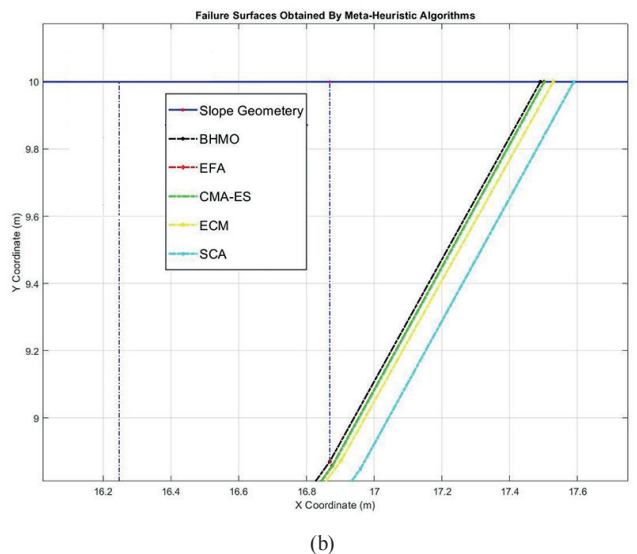 Failure Surfaces Obtained By Meta-Heuristic Algorithms
10
9.8
9.6
9.4
9.2
9
Y Coordinate (m)
Slope Geometery
BHMO
EFA
CMA-ES
ECM
SCA
16.2 16.4 16.6 16.8 17 17.2 17.4 17.6
X Coordinate (m)
(b)